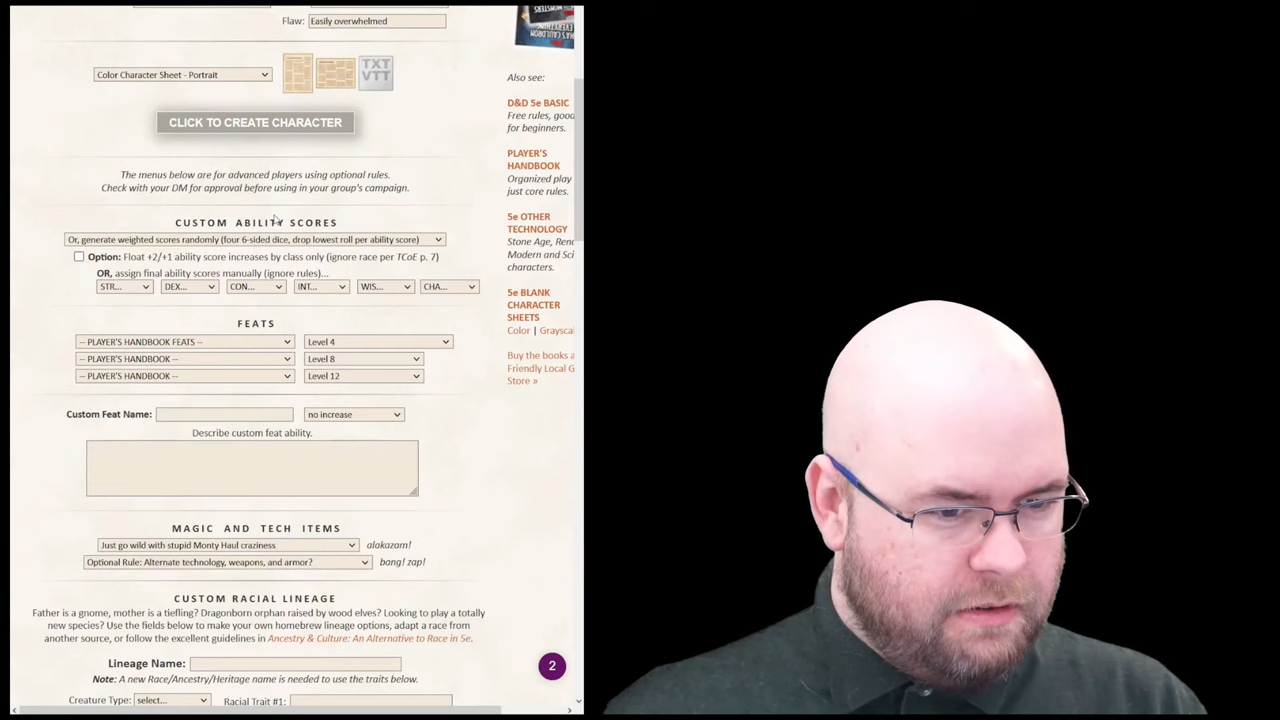 Flaw: Easily overwhelmed
Color Character Sheet - Portrait
TXT
VTT
CLICK TO CREATE CHARACTER
The menus below are for advanced players using optional rules.
Check with your DM for approval before using in your group's campaign.
CUSTOM ABILITY SCORES
Or, generate weighted scores randomly (four 6-sided dice, drop lowest roll per ability score)
Option: Float +2/+1 ability score increases by class only (ignore race per TCoE p. 7)
OR, assign final ability scores manually (ignore rules)...
STR... DEX... CON... INT... WIS... CHA...
FEATS
-- PLAYER'S HANDBOOK FEATS -- Level 4
-- PLAYER'S HANDBOOK -- Level 8
-- PLAYER'S HANDBOOK -- Level 12
Custom Feat Name: no increase
Describe custom feat ability.
MAGIC AND TECH ITEMS
Just go wild with stupid Monty Haul craziness alakazam!
Optional Rule: Alternate technology, weapons, and armor? bang! zap!
CUSTOM RACIAL LINEAGE
Father is a gnome, mother is a tiefling? Dragonborn orphan raised by wood elves? Looking to play a totally
new species? Use the fields below to make your own homebrew lineage options, adapt a race from
another source, or follow the excellent guidelines in Ancestry & Culture: An Alternative to Race in 5e.
Lineage Name:
Note: A new Race/Ancestry/Heritage name is needed to use the traits below.
Creature Type: select... Racial Trait #1:
Also see:
D&D 5e BASIC
Free rules, good
for beginners.
PLAYER'S
HANDBOOK
Organized play
just core rules.
5e OTHER
TECHNOLOGY
Stone Age, Rena
Modern and Sci
characters.
5e BLANK
CHARACTER
SHEETS
Color | Grayscal
Buy the books a
Friendly Local G
Store »
2